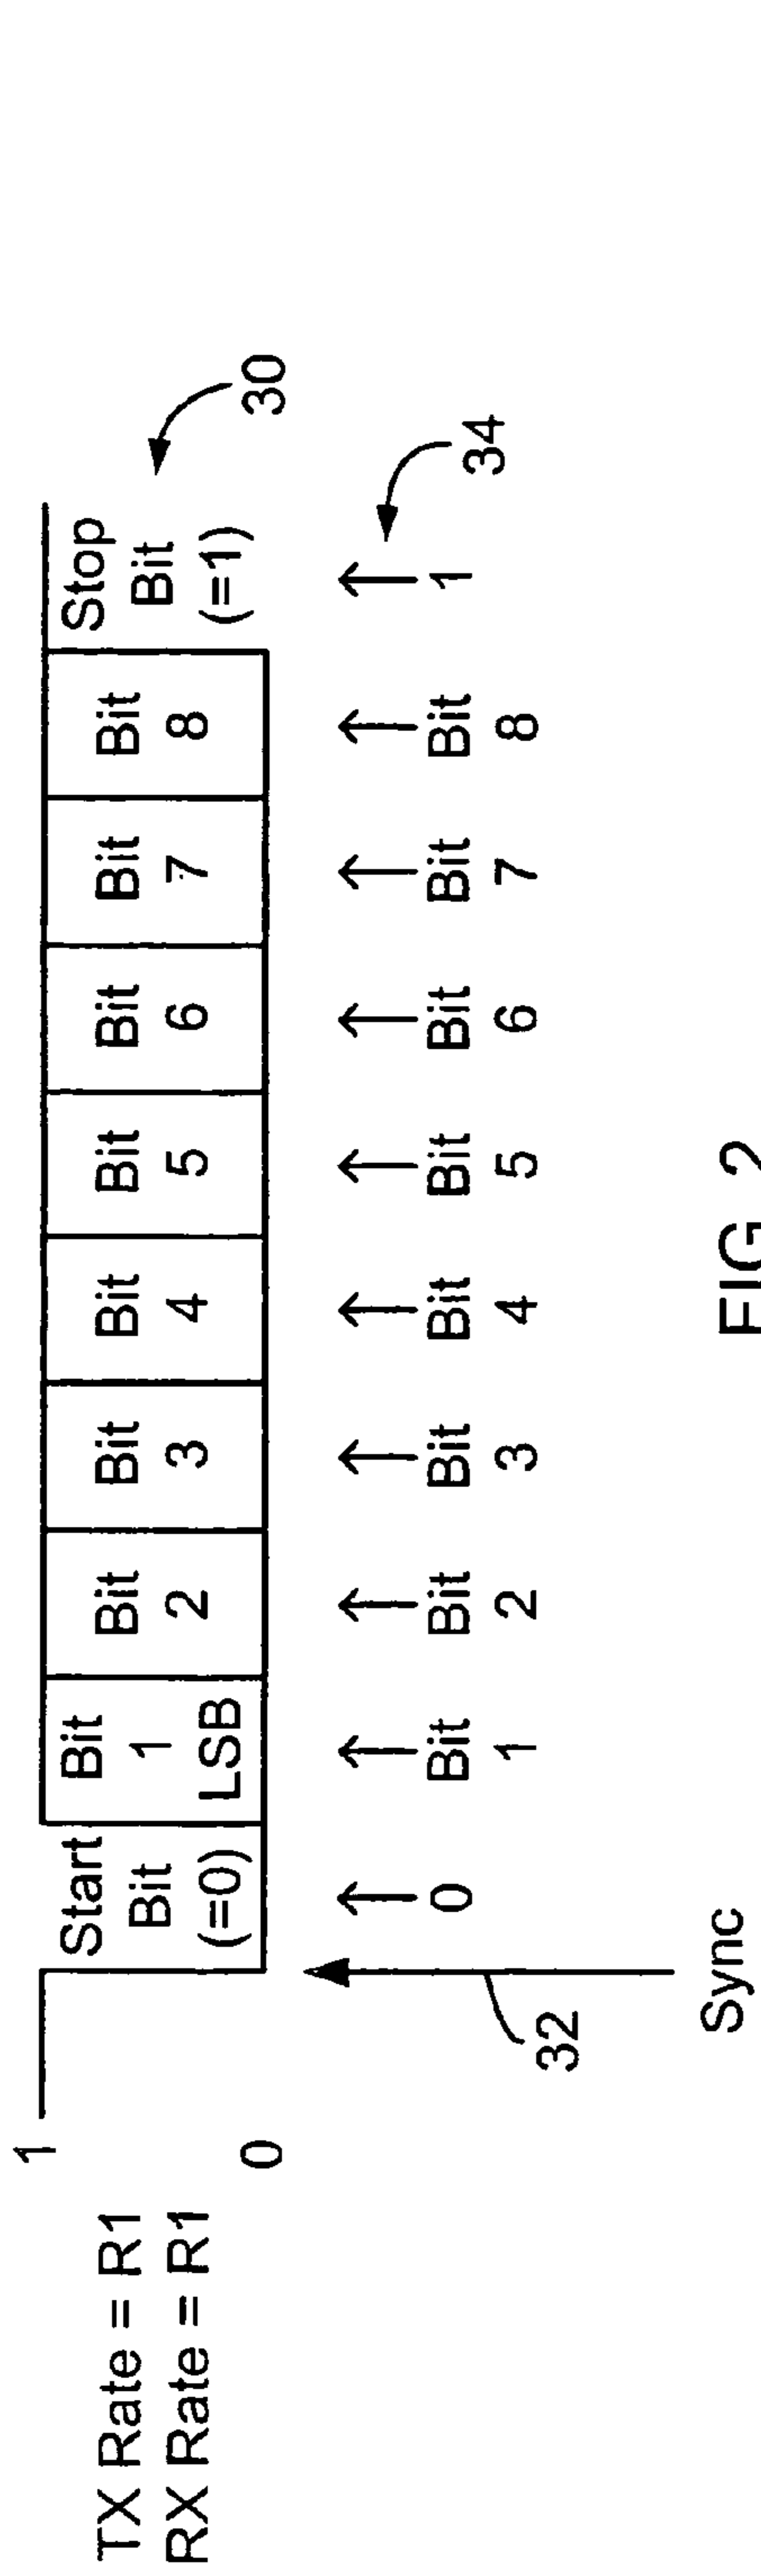 TX Rate = R1
RX Rate = R1
1
0
Start
Bit
(=0)
Bit
1
LSB
Bit
2
Bit
3
Bit
4
Bit
5
Bit
6
Bit
7
Bit
8
Stop
Bit
(=1)
30
0
Bit
1
Bit
2
Bit
3
Bit
4
Bit
5
Bit
6
Bit
7
Bit
8
1
34
32
Sync
FIG. 2